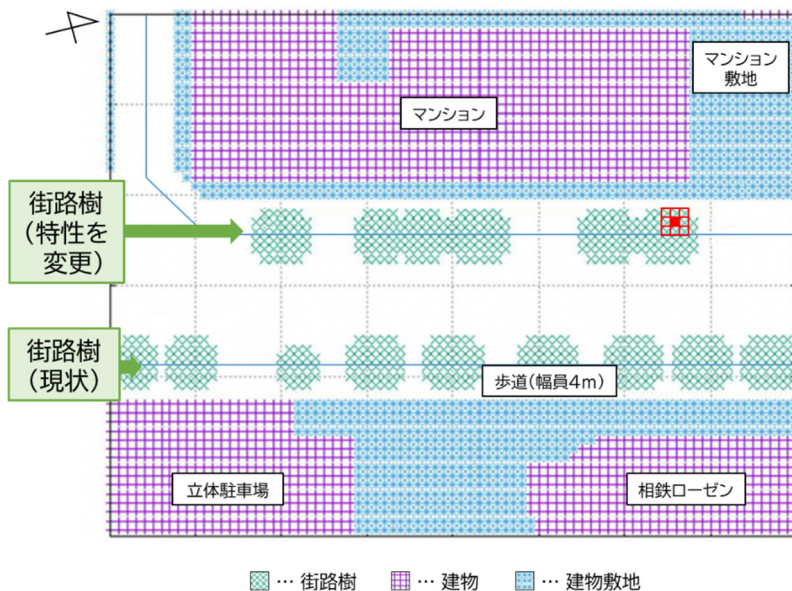 マンション
敷地
マンション
街路樹
(特性を
変更)
街路樹
(現状)
歩道(幅員4m)
立体駐車場
相鉄ローゼン
… 街路樹
… 建物
… 建物敷地